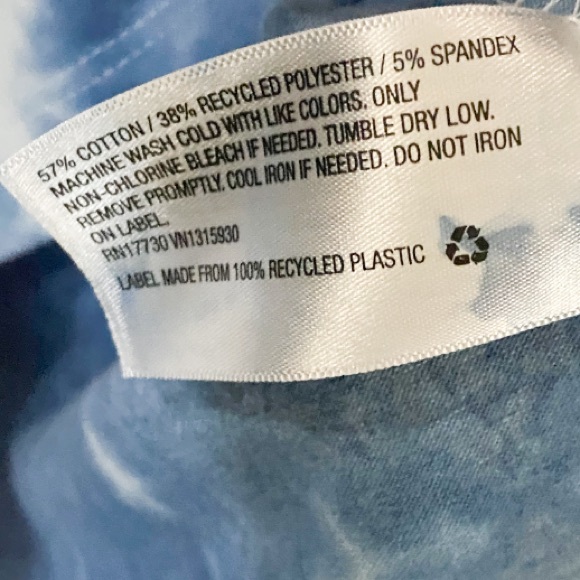 57% COTTON / 38% RECYCLED POLYESTER / 5% SPANDEX
MACHINE WASH COLD WITH LIKE COLORS. ONLY
NON-CHLORINE BLEACH IF NEEDED. TUMBLE DRY LOW.
REMOVE PROMPTLY. COOL IRON IF NEEDED. DO NOT IRON
ON LABEL.
RN17730 VN1315930
LABEL MADE FROM 100% RECYCLED PLASTIC